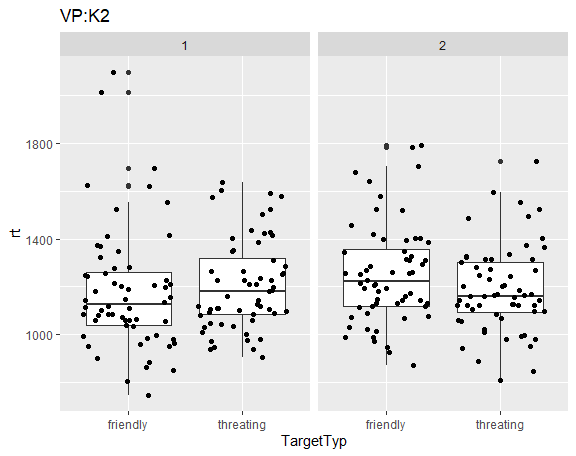 VP:K2
1 2
rt
1800
1400
1000
friendly threating friendly threating
TargetTyp